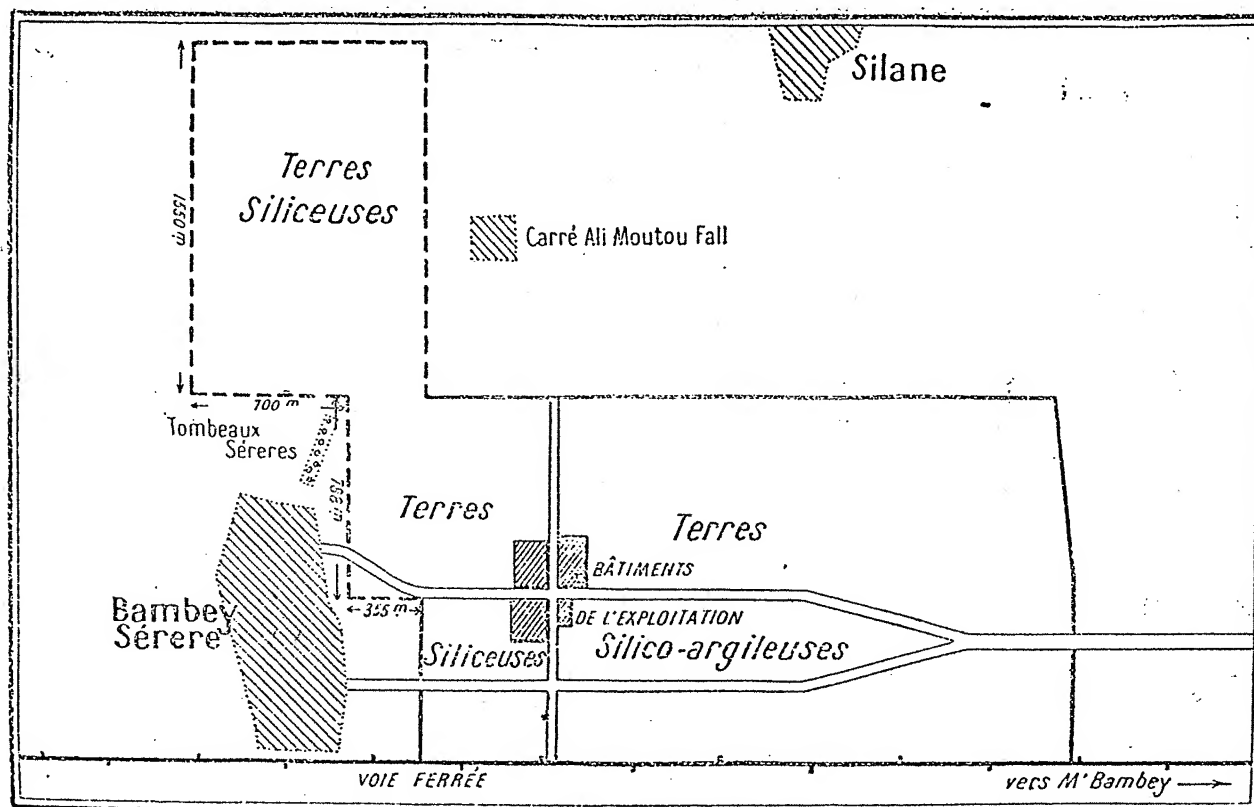 Silane
Terres
Siliceuses
1550 m
Carré Ali Moutou Fall
700 m
Tombeaux
Séreres
Terres
Terres
BÂTIMENTS
355 m
DE L'EXPLOITATION
Bambey
Sérere
Siliceuses
Silico-argileuses
VOIE FERRÉE
vers M'Bambey